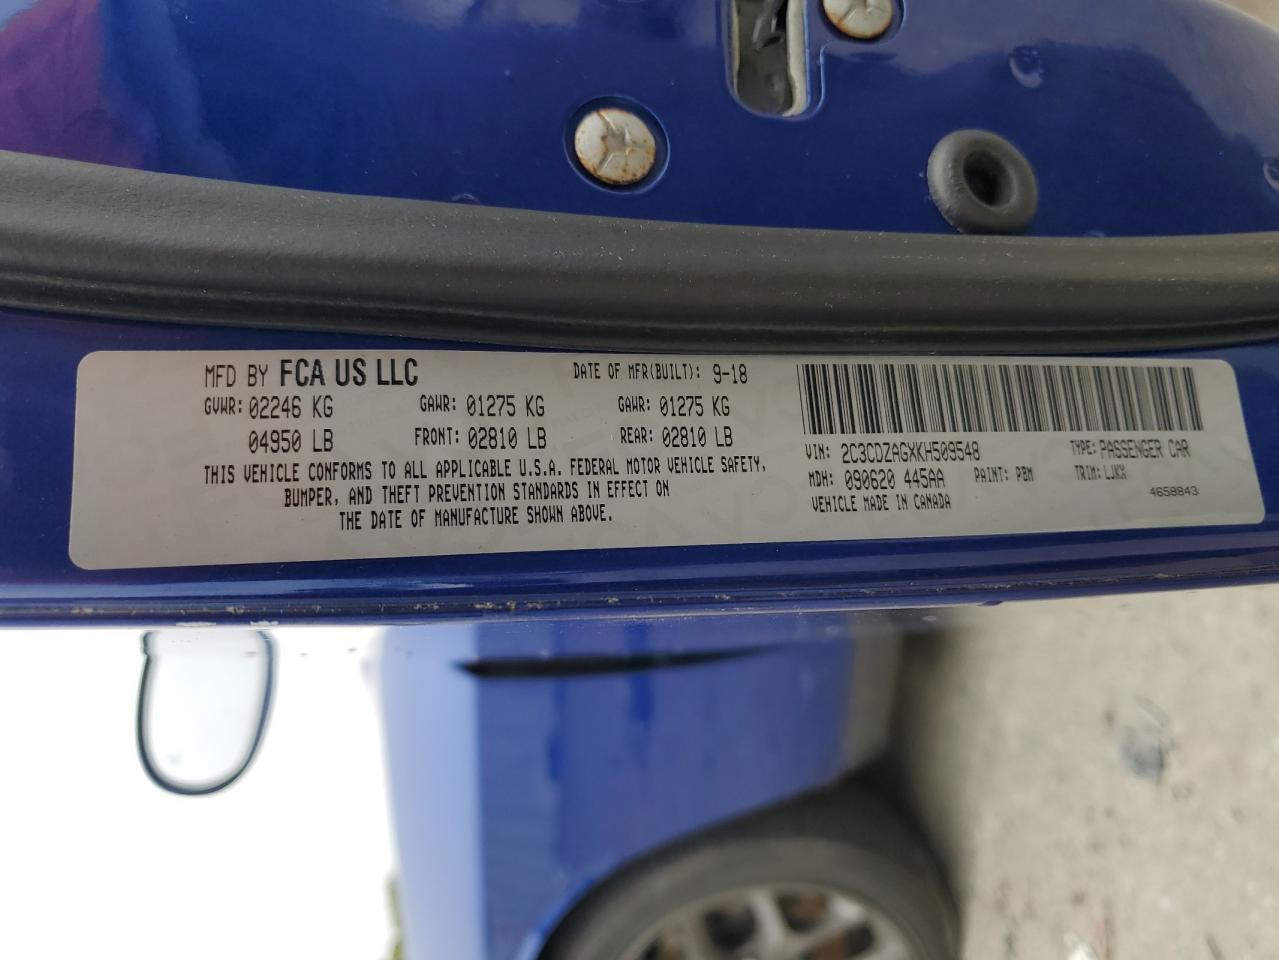 MFD BY FCA US LLC DATE OF MFR(BUILT): 9-18
GVWR: 02246 KG GAWR: 01275 KG GAWR: 01275 KG
04950 LB FRONT: 02810 LB REAR: 02810 LB
THIS VEHICLE CONFORMS TO ALL APPLICABLE U.S.A. FEDERAL MOTOR VEHICLE SAFETY,
BUMPER, AND THEFT PREVENTION STANDARDS IN EFFECT ON
THE DATE OF MANUFACTURE SHOWN ABOVE.
VIN: 2C3CDZAGXKH509548 TYPE: PASSENGER CAR
MDH: 090620 445AA PAINT: PBM TRIM: LJKX
VEHICLE MADE IN CANADA 4658843